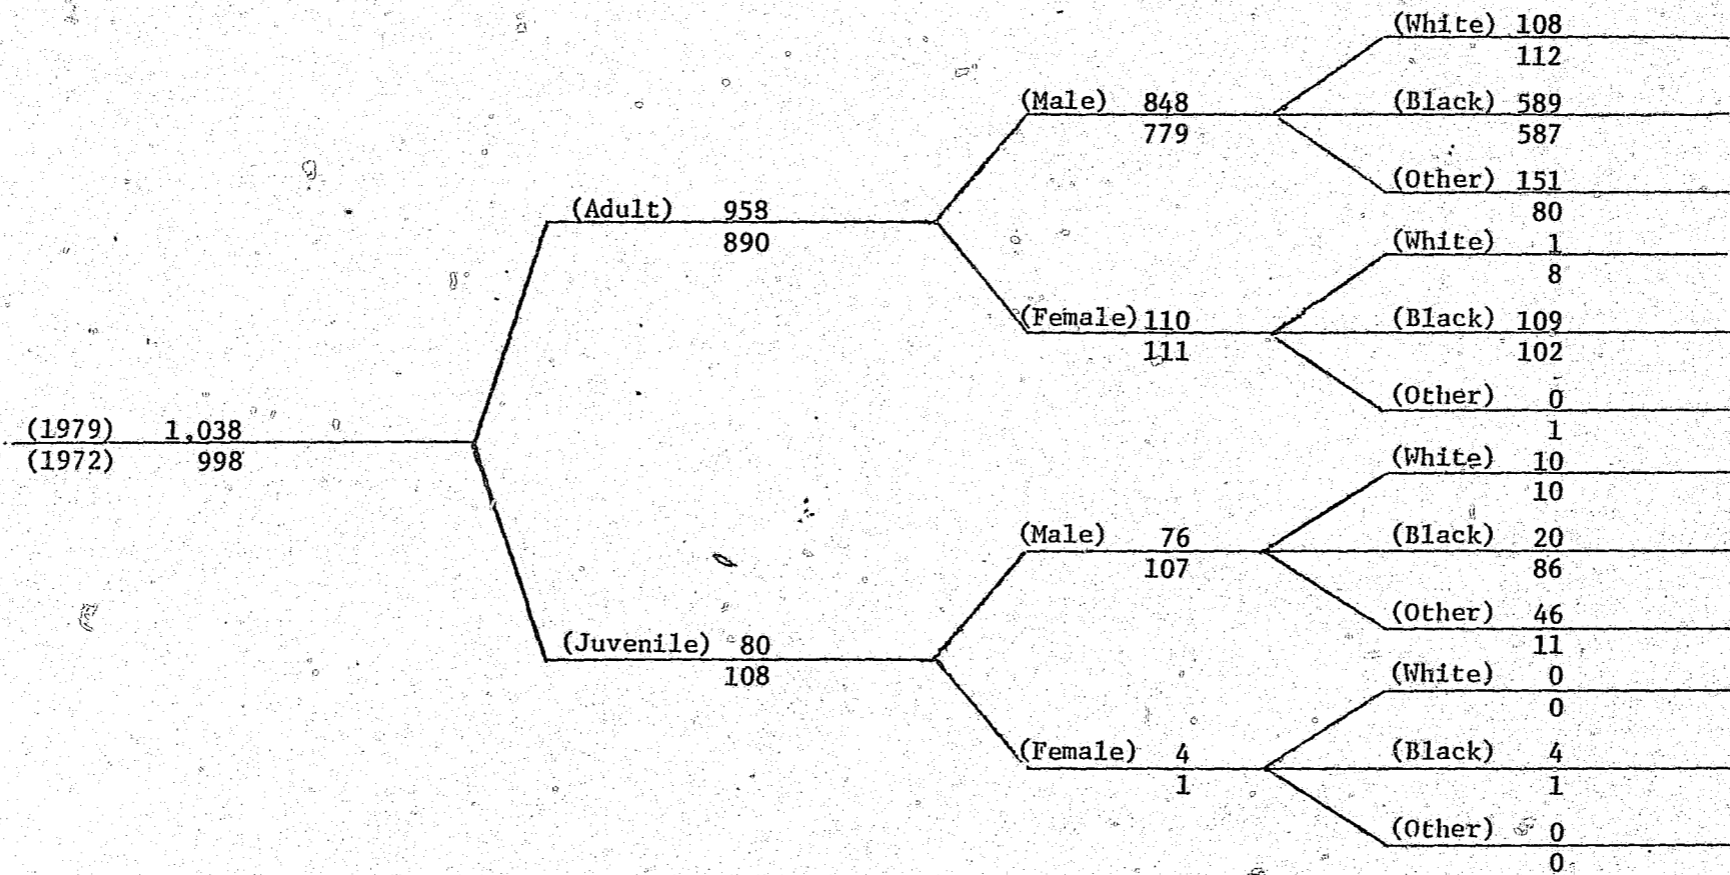 (White) 108
112
(Male) 848
(Black) 589
779
587
(Other) 151
(Adult) 958
80
890
(White) 1
8
(Female) 110
(Black) 109
111
102
(Other) 0
(1979) 1,038
1
(1972) 998
(White) 10
10
(Male) 76
(Black) 20
107
86
(Other) 46
(Juvenile) 80
11
108
(White) 0
0
(Female) 4
(Black) 4
1
1
(Other) 0
0